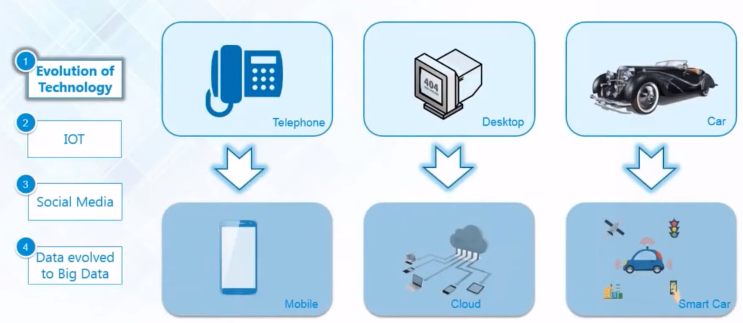 1
Evolution of
Technology
2
IOT
3
Social Media
4
Data evolved
to Big Data
Telephone
404
Desktop
Car
Mobile
Cloud
Smart Car